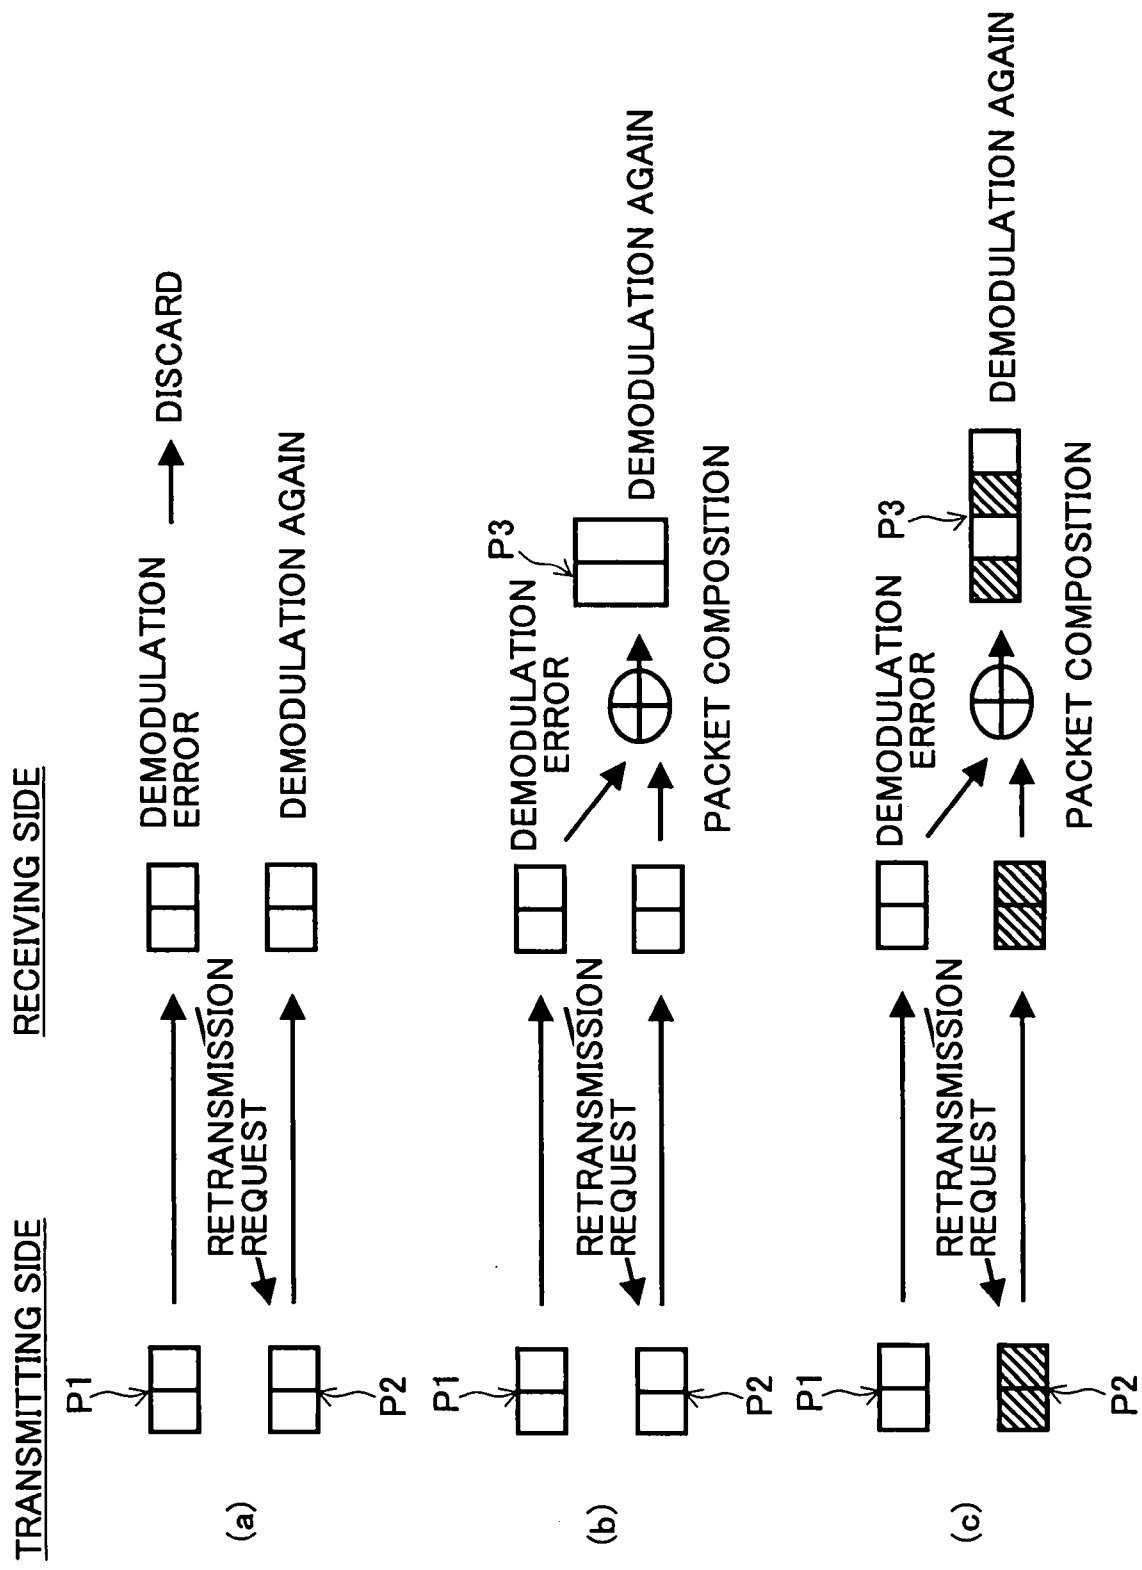 TRANSMITTING SIDE
RECEIVING SIDE
(a)
P1
P2
RETRANSMISSION
REQUEST
DEMODULATION
ERROR
DISCARD
DEMODULATION AGAIN
(b)
P1
P2
RETRANSMISSION
REQUEST
DEMODULATION
ERROR
P3
PACKET COMPOSITION
DEMODULATION AGAIN
(c)
P1
P2
RETRANSMISSION
REQUEST
DEMODULATION
ERROR
P3
PACKET COMPOSITION
DEMODULATION AGAIN